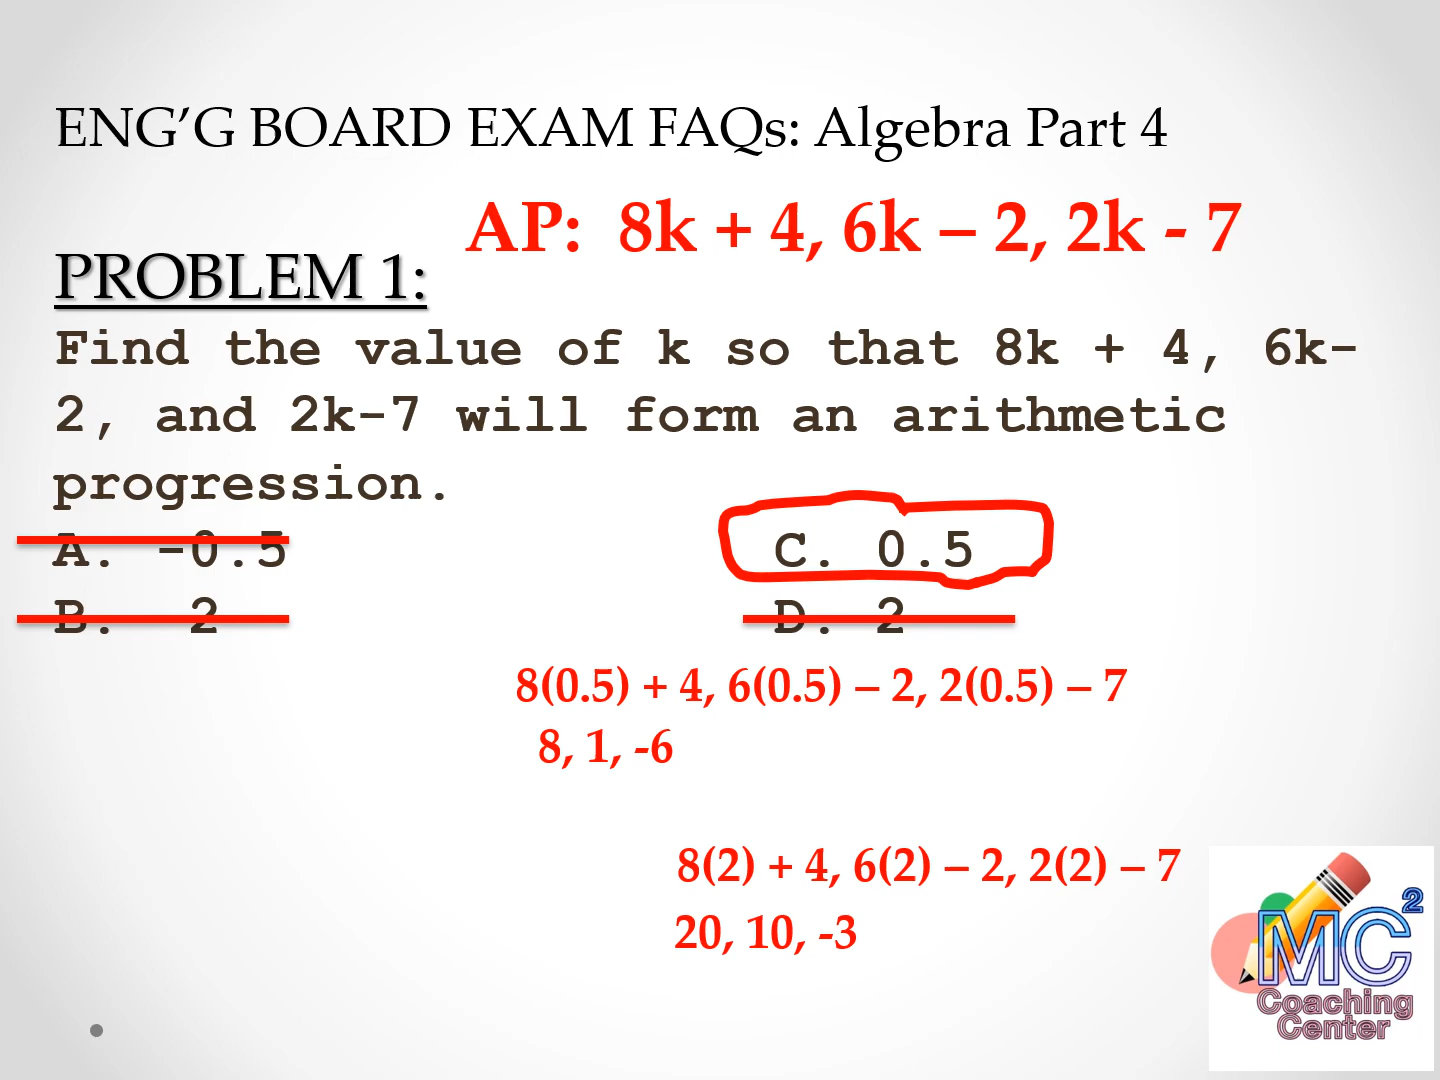 ENG’G BOARD EXAM FAQs: Algebra Part 4
AP: 8k + 4, 6k – 2, 2k - 7
PROBLEM 1:
Find the value of k so that 8k + 4, 6k-
2, and 2k-7 will form an arithmetic
progression.
A. -0.5 C. 0.5
B. 2 D. 2
8(0.5) + 4, 6(0.5) – 2, 2(0.5) – 7
8, 1, -6
8(2) + 4, 6(2) – 2, 2(2) – 7
20, 10, -3
MC2
Coaching
Center